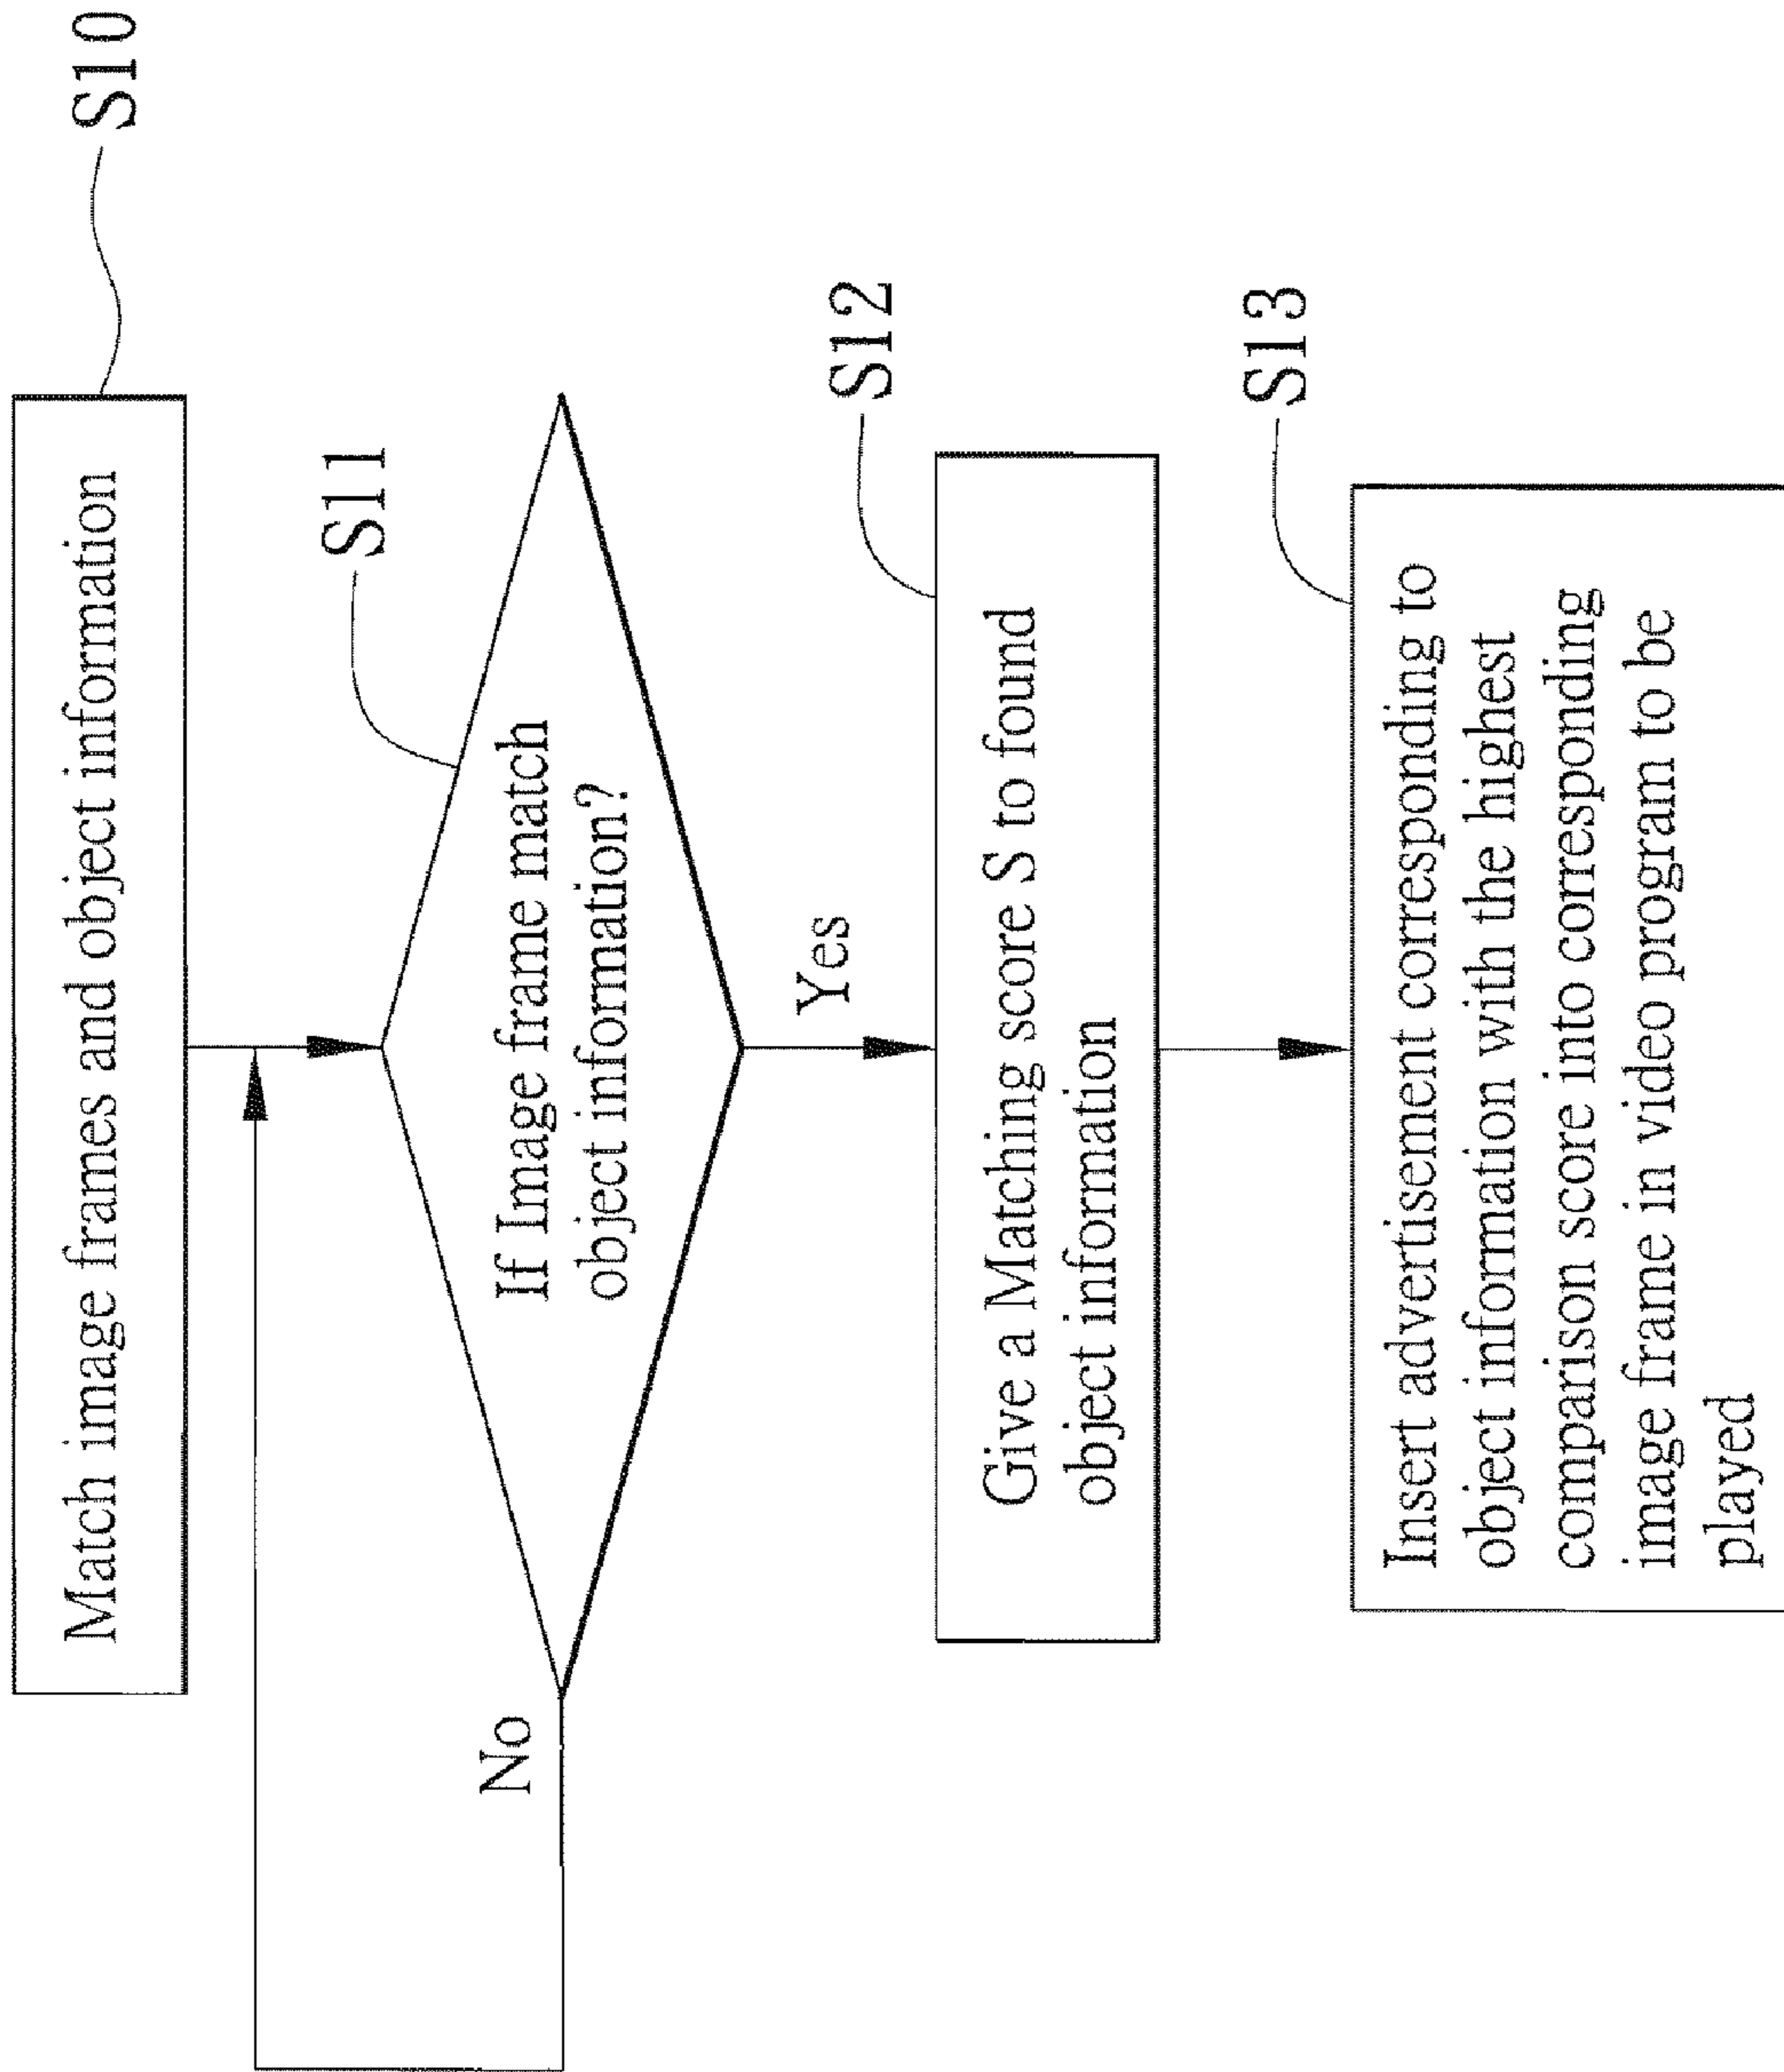 Match image frames and object information
S10
If Image frame match
object information?
S11
No
Yes
Give a Matching score S to found
object information
S12
Insert advertisement corresponding to
object information with the highest
comparison score into corresponding
image frame in video program to be
played
S13